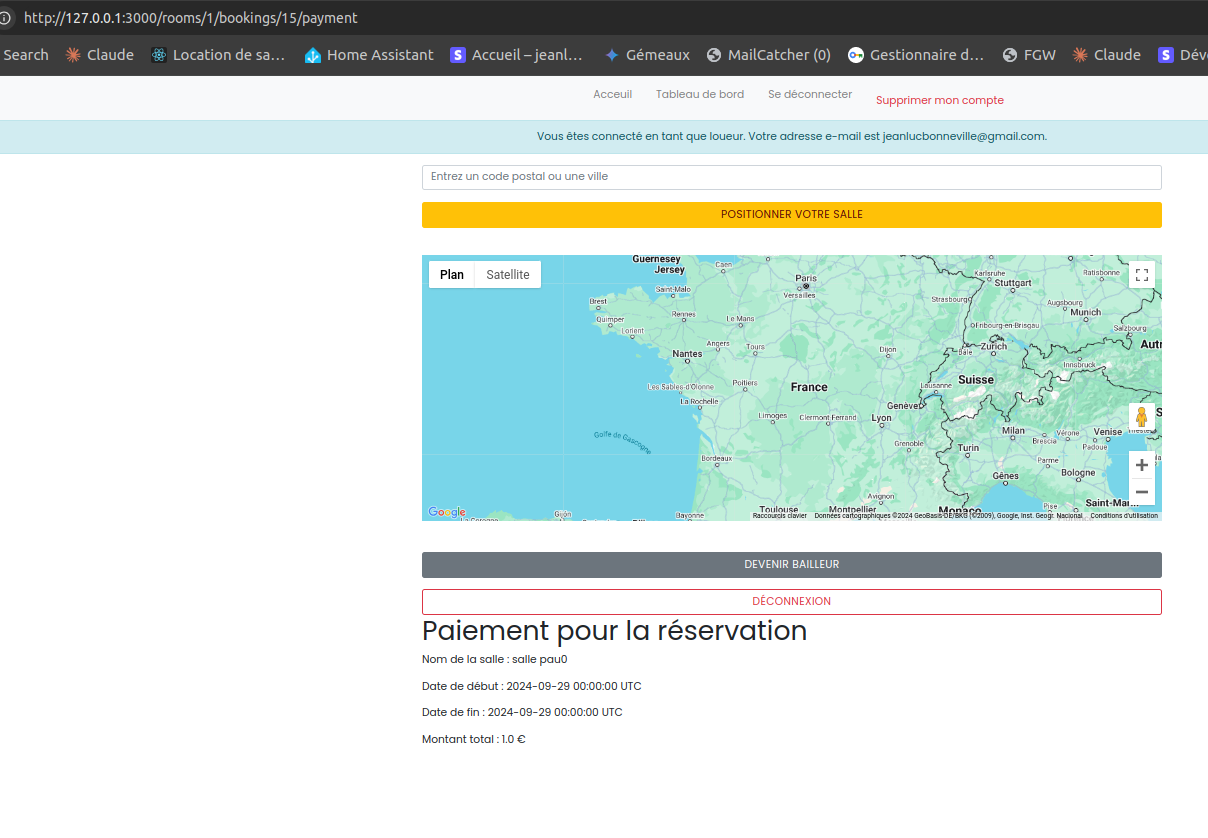 http://127.0.0.1:3000/rooms/1/bookings/15/payment
Search Claude Location de sa... Home Assistant Accueil – jeanl... Gémeaux MailCatcher (0) Gestionnaire d... FGW Claude Dév
Acceuil Tableau de bord Se déconnecter Supprimer mon compte
Vous êtes connecté en tant que loueur. Votre adresse e-mail est jeanlucbonneville@gmail.com.
Entrez un code postal ou une ville
POSITIONNER VOTRE SALLE
Plan Satellite
Guernesey
Jersey
Caen
Paris
Versailles
Karlsruhe
Stuttgart
Ratisbonne
Saint-Malo
Strasbourg
Augsbourg
Munich
Brest
Quimper
Lorient
Rennes
Le Mans
Fribourg-en-Brisgau
Salzbourg
Angers
Tours
Nantes
Dijon
Bâle
Zurich
Autr
Innsbruck
Les Sables-d'Olonne
Poitiers
France
Lausanne
Suisse
La Rochelle
Genève
Limoges
Clermont-Ferrand
Lyon
Milan
Vérone
Venise
Brescia
Padoue
Golfe de Gascogne
Grenoble
Turin
Bordeaux
Parme
Bologne
Gênes
Avignon
Saint-Mar
Google
La Corogne
Gijón
Bayonne
Toulouse
Montpellier
Monaco
Pise
Raccourcis clavier Données cartographiques ©2024 GeoBasis-DE/BKG (©2009), Google, Inst. Geogr. Nacional Conditions d'utilisation
DEVENIR BAILLEUR
DÉCONNEXION
Paiement pour la réservation
Nom de la salle : salle pau0
Date de début : 2024-09-29 00:00:00 UTC
Date de fin : 2024-09-29 00:00:00 UTC
Montant total : 1.0 €